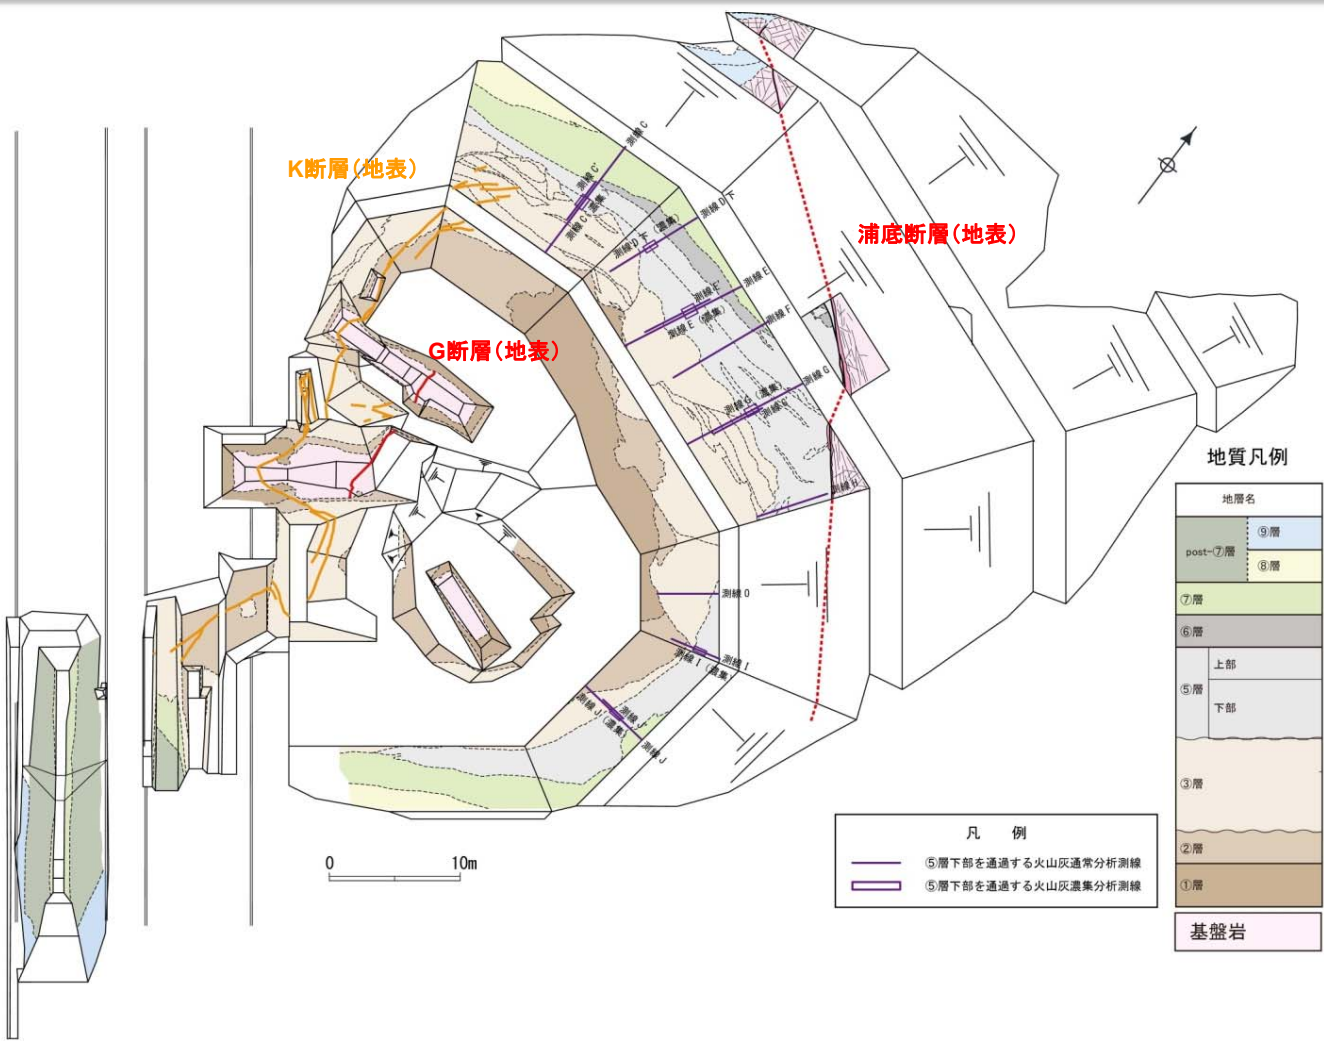 K断層(地表)
浦底断層(地表)
G断層(地表)
測線C
測線C'
測線C(濃集)
測線D下
測線D下(濃集)
測線E
測線E'
測線E(濃集)
測線F
測線G
測線G(濃集)
測線G'
測線H
測線O
測線I
測線I(濃集)
測線J'
測線J(濃集)
測線J
0 10m
地質凡例
地層名
post-⑦層
⑨層
⑧層
⑦層
⑥層
⑤層
上部
下部
③層
②層
①層
基盤岩
凡 例
⑤層下部を通過する火山灰通常分析測線
⑤層下部を通過する火山灰濃集分析測線